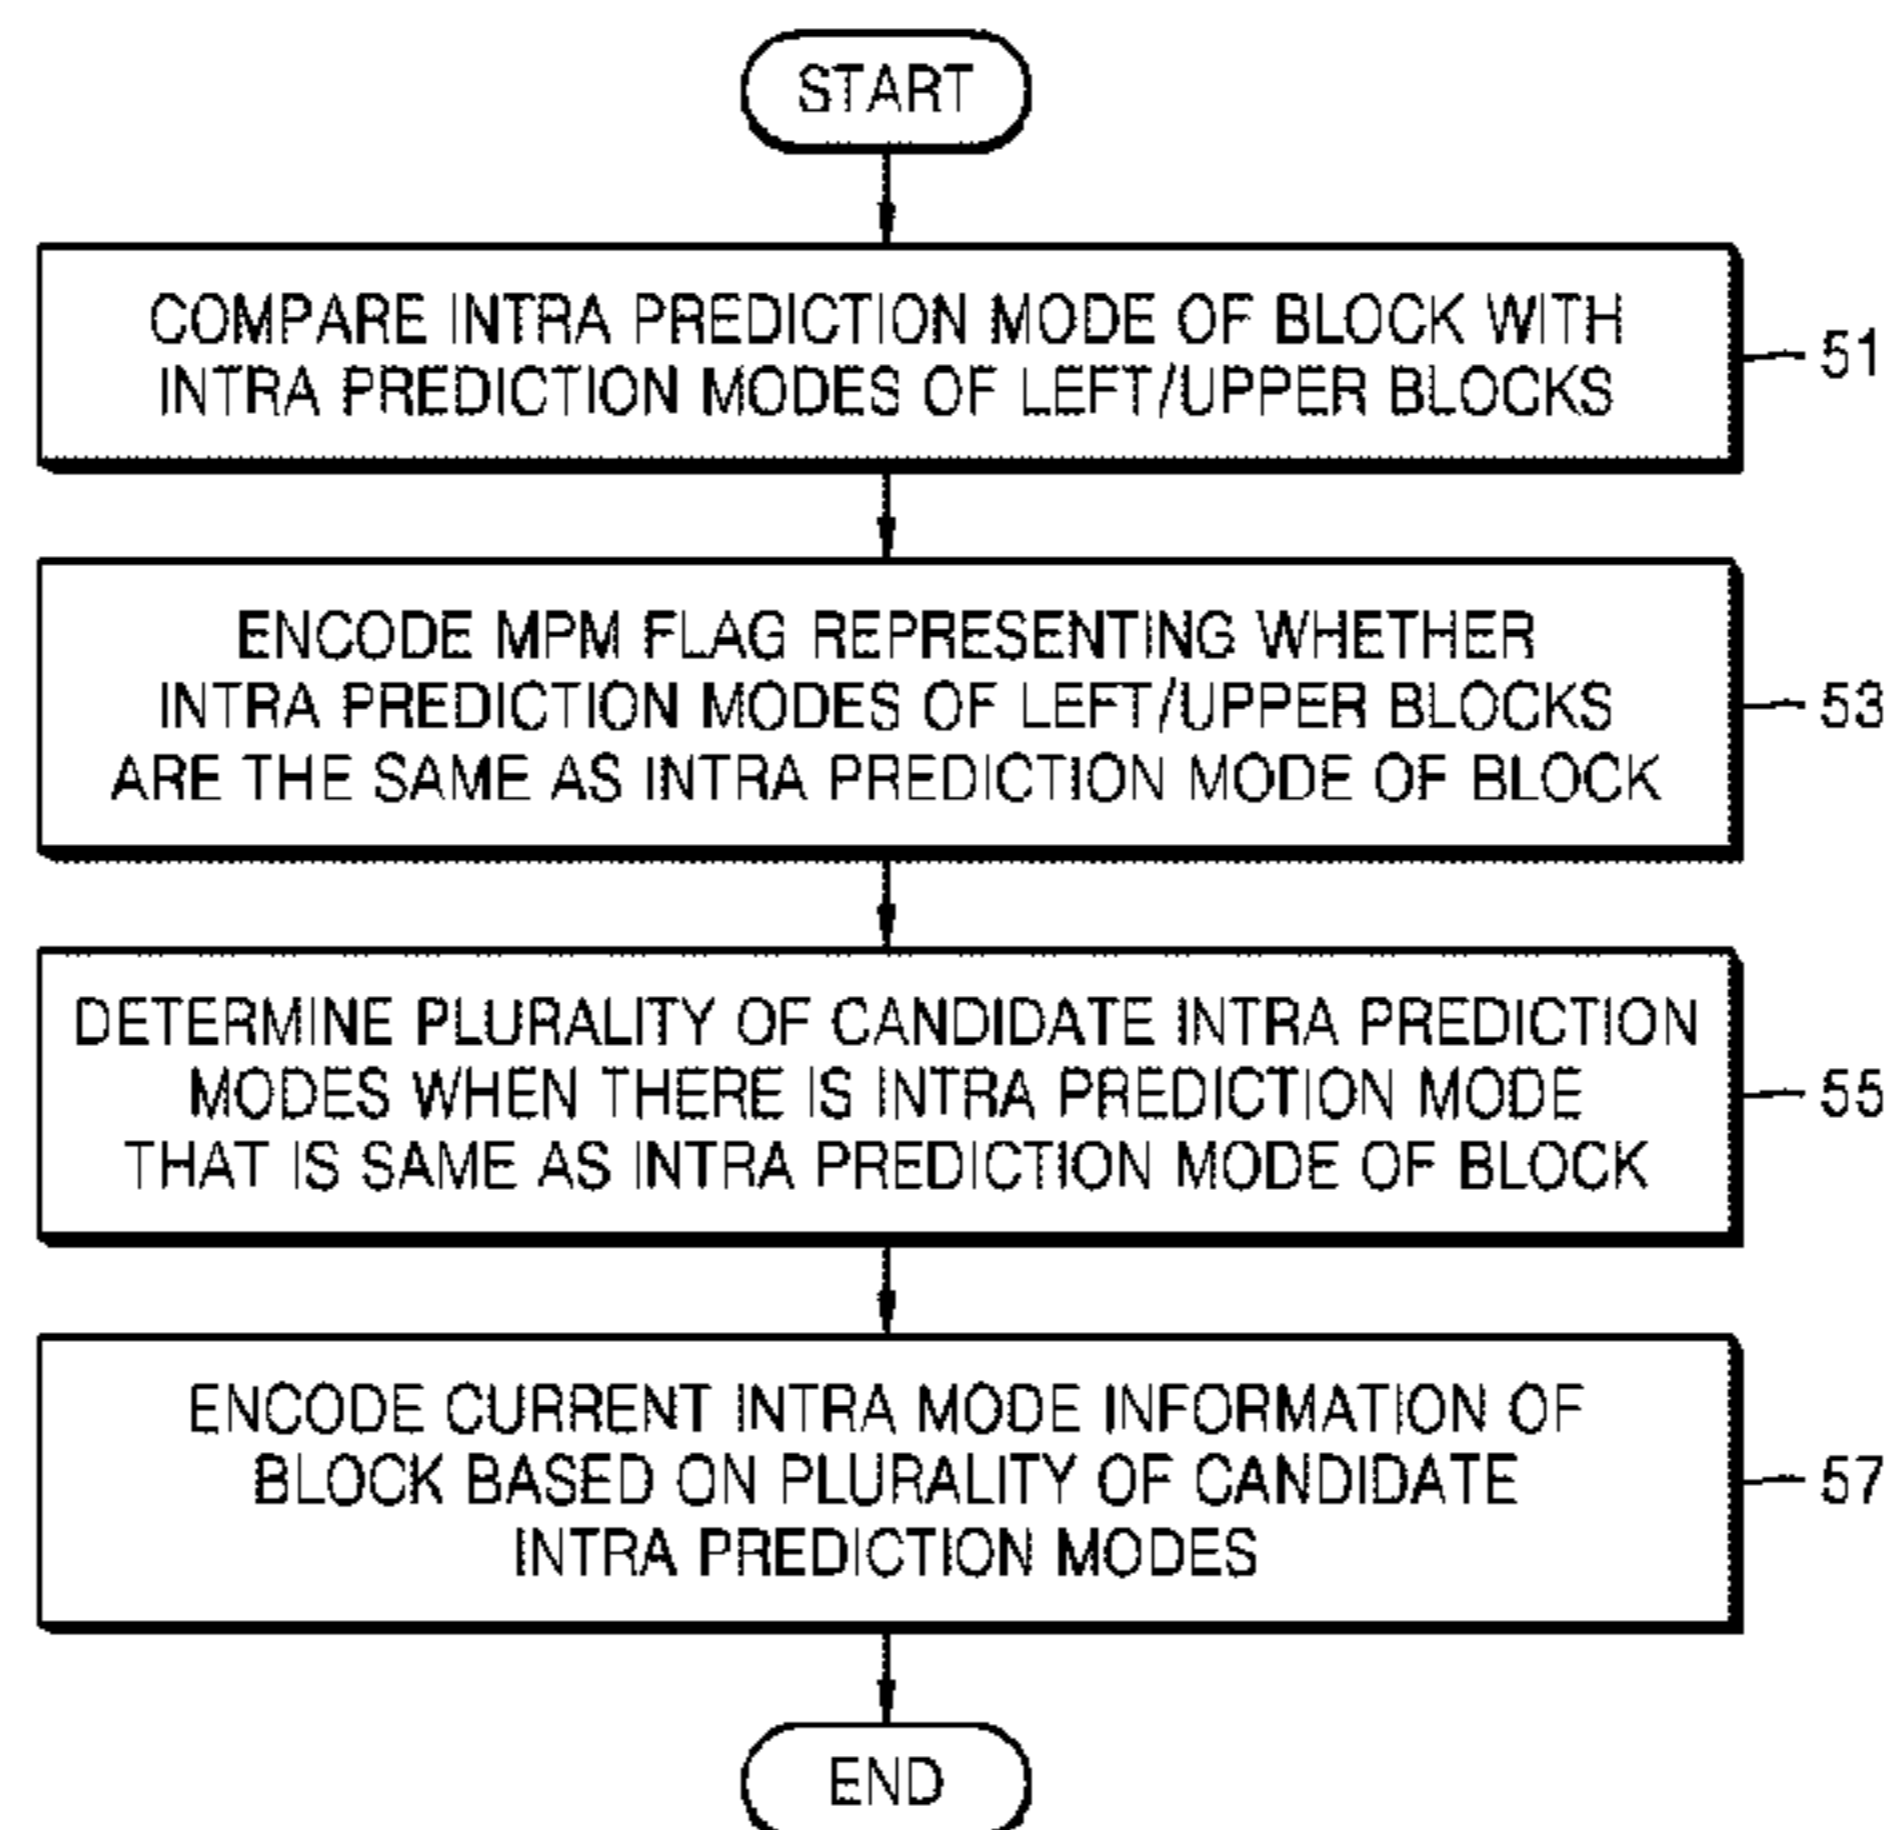 START
COMPARE INTRA PREDICTION MODE OF BLOCK WITH
INTRA PREDICTION MODES OF LEFT/UPPER BLOCKS
51
ENCODE MPM FLAG REPRESENTING WHETHER
INTRA PREDICTION MODES OF LEFT/UPPER BLOCKS
ARE THE SAME AS INTRA PREDICTION MODE OF BLOCK
53
DETERMINE PLURALITY OF CANDIDATE INTRA PREDICTION
MODES WHEN THERE IS INTRA PREDICTION MODE
THAT IS SAME AS INTRA PREDICTION MODE OF BLOCK
55
ENCODE CURRENT INTRA MODE INFORMATION OF
BLOCK BASED ON PLURALITY OF CANDIDATE
INTRA PREDICTION MODES
57
END